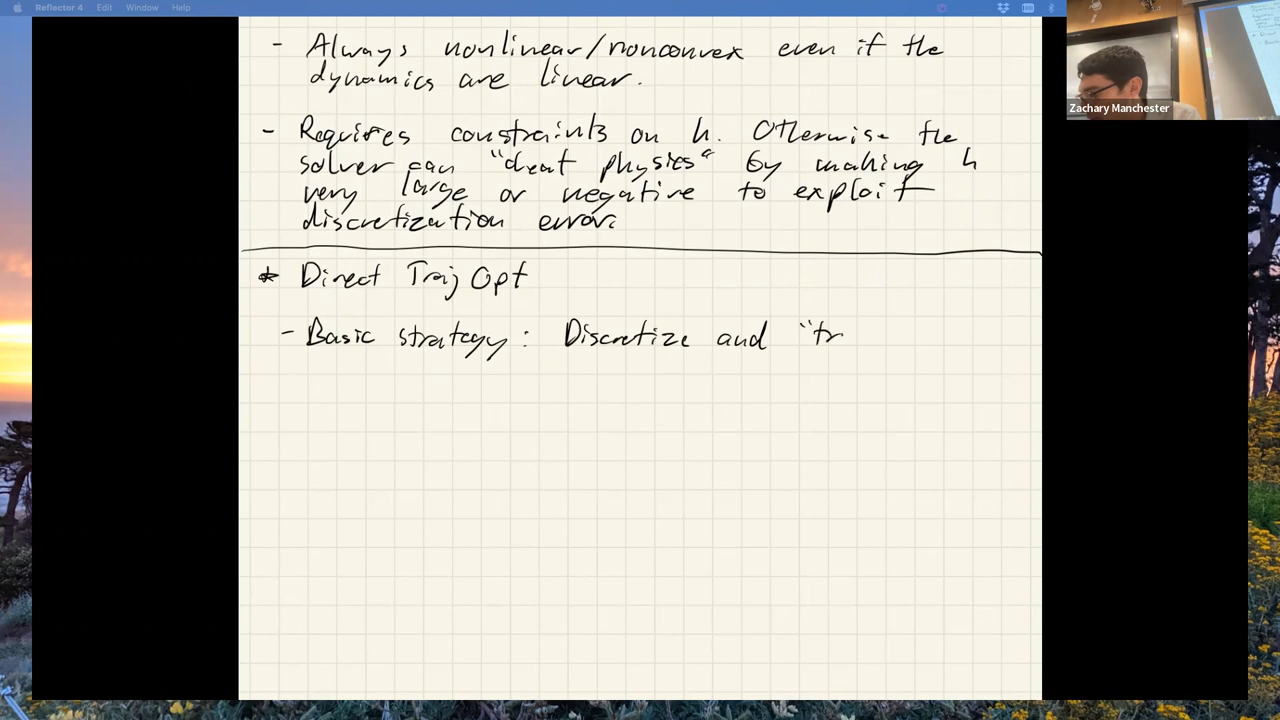 Reflector 4 Edit Window Help
- Always nonlinear/nonconvex even if the
dynamics are linear.
- Requires constraints on h. Otherwise the
solver can "cheat physics" by making h
very large or negative to exploit
discretization error.
* Direct Traj Opt
- Basic strategy: Discretize and "tr
Zachary Manchester